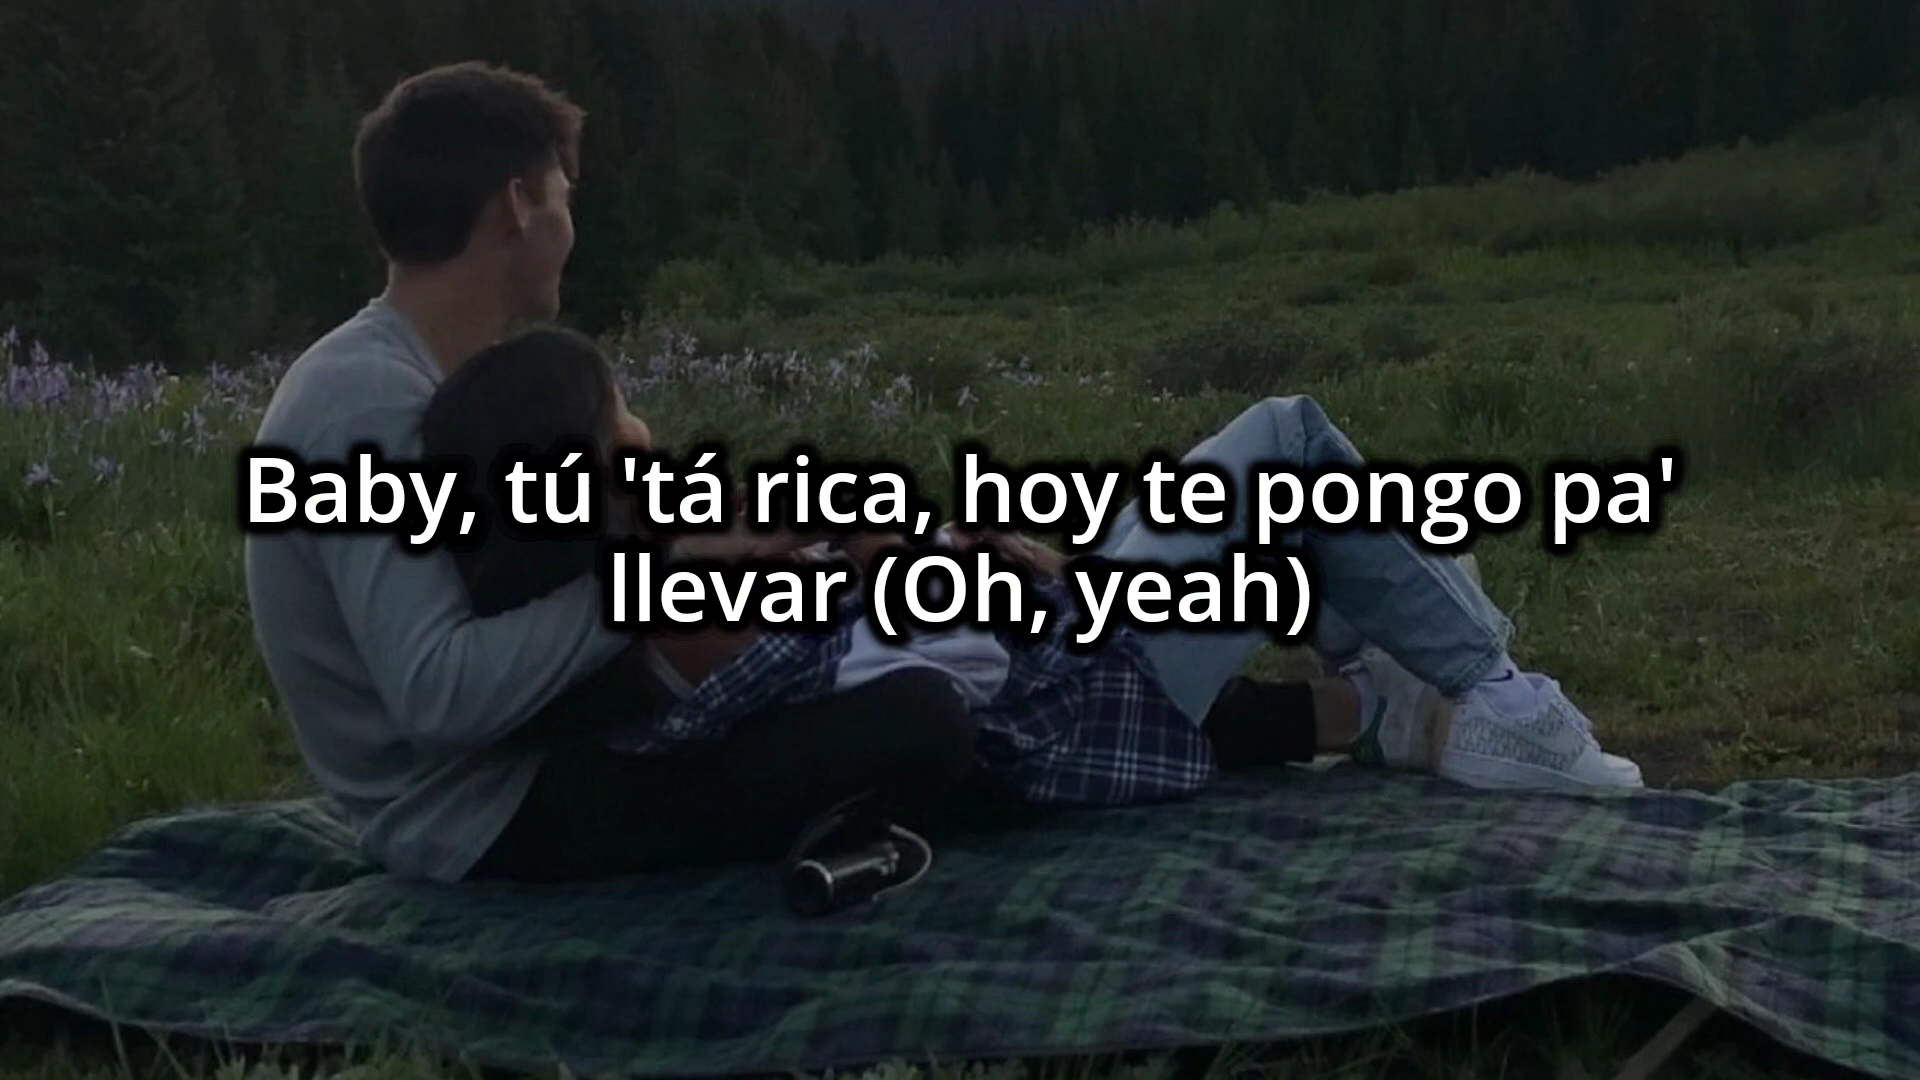 Baby, tú 'tá rica, hoy te pongo pa'
llevar (Oh, yeah)